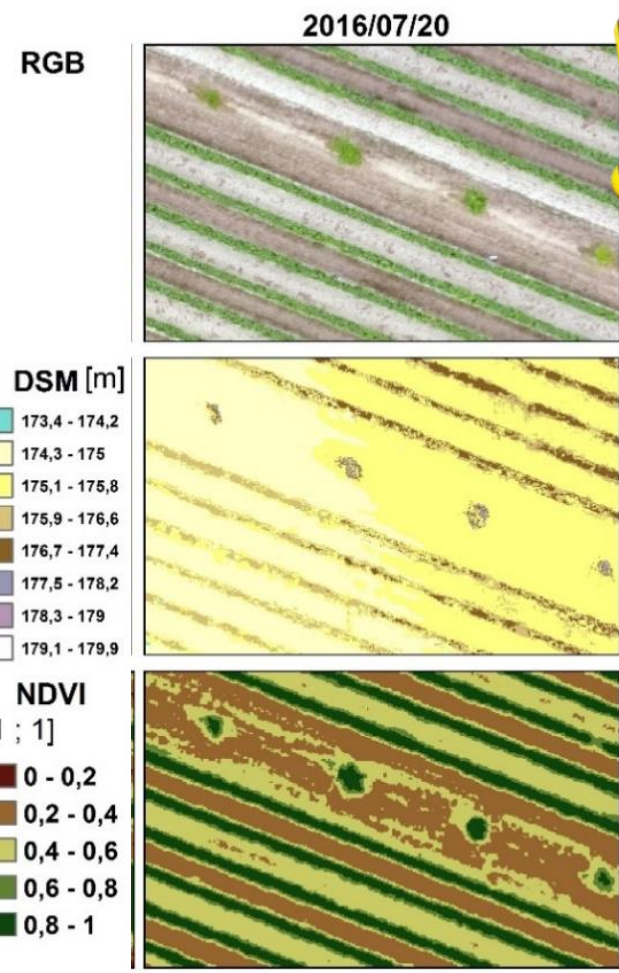 2016/07/20
RGB
DSM [m]
173,4 - 174,2
174,3 - 175
175,1 - 175,8
175,9 - 176,6
176,7 - 177,4
177,5 - 178,2
178,3 - 179
179,1 - 179,9
NDVI
; 1]
0 - 0,2
0,2 - 0,4
0,4 - 0,6
0,6 - 0,8
0,8 - 1